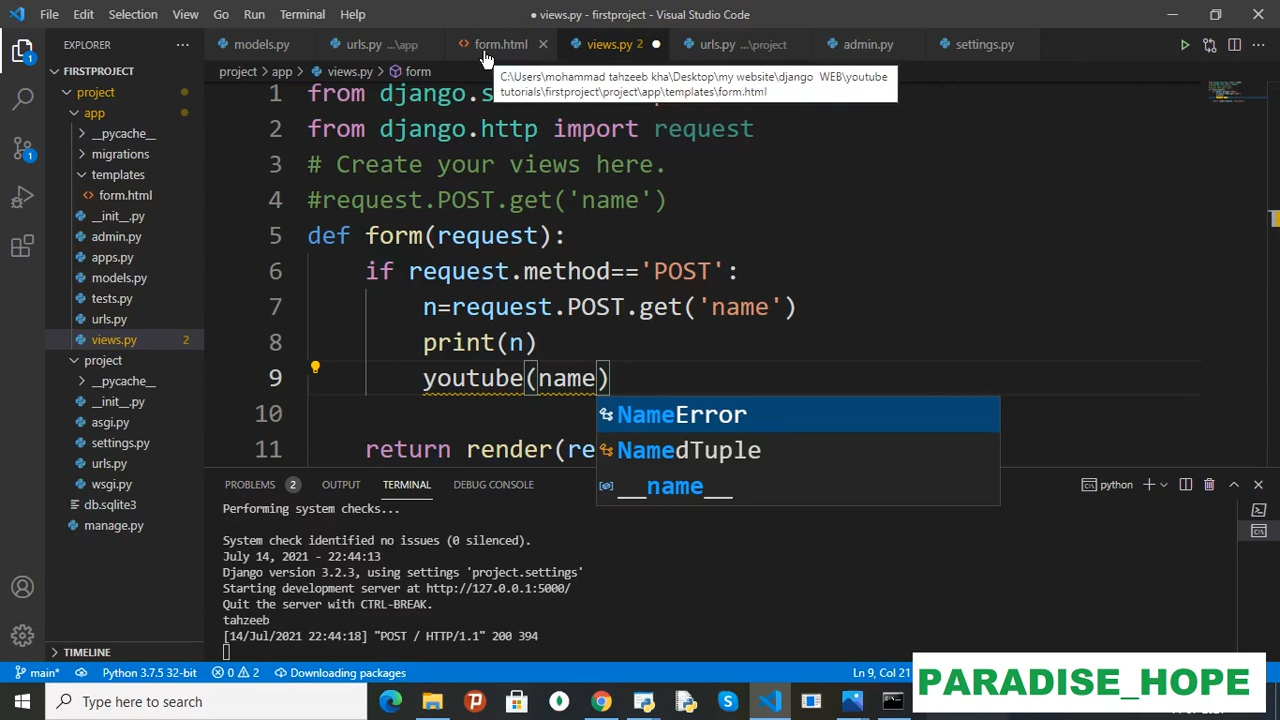 File Edit Selection View Go Run Terminal Help
● views.py - firstproject - Visual Studio Code
EXPLORER
models.py
urls.py ...\app
form.html
views.py 2
urls.py ...\project
admin.py
settings.py
FIRSTPROJECT
project > app > views.py > form
C:\Users\mohammad tahzeeb kha\Desktop\my website\django WEB\youtube
tutorials\firstproject\project\app\templates\form.html
project
app
__pycache__
migrations
templates
form.html
__init__.py
admin.py
apps.py
models.py
tests.py
urls.py
views.py 2
project
__pycache__
__init__.py
asgi.py
settings.py
urls.py
wsgi.py
db.sqlite3
manage.py
TIMELINE
1 from django.s
2 from django.http import request
3 # Create your views here.
4 #request.POST.get('name')
5 def form(request):
6 if request.method=='POST':
7 n=request.POST.get('name')
8 print(n)
9 youtube(name)
10
11 return render(re
NameError
NamedTuple
__name__
PROBLEMS 2 OUTPUT TERMINAL DEBUG CONSOLE
python
Performing system checks...
System check identified no issues (0 silenced).
July 14, 2021 - 22:44:13
Django version 3.2.3, using settings 'project.settings'
Starting development server at http://127.0.0.1:5000/
Quit the server with CTRL-BREAK.
tahzeeb
[14/Jul/2021 22:44:18] "POST / HTTP/1.1" 200 394
main* Python 3.7.5 32-bit 0 2 Downloading packages
Ln 9, Col 21
Type here to search
PARADISE_HOPE